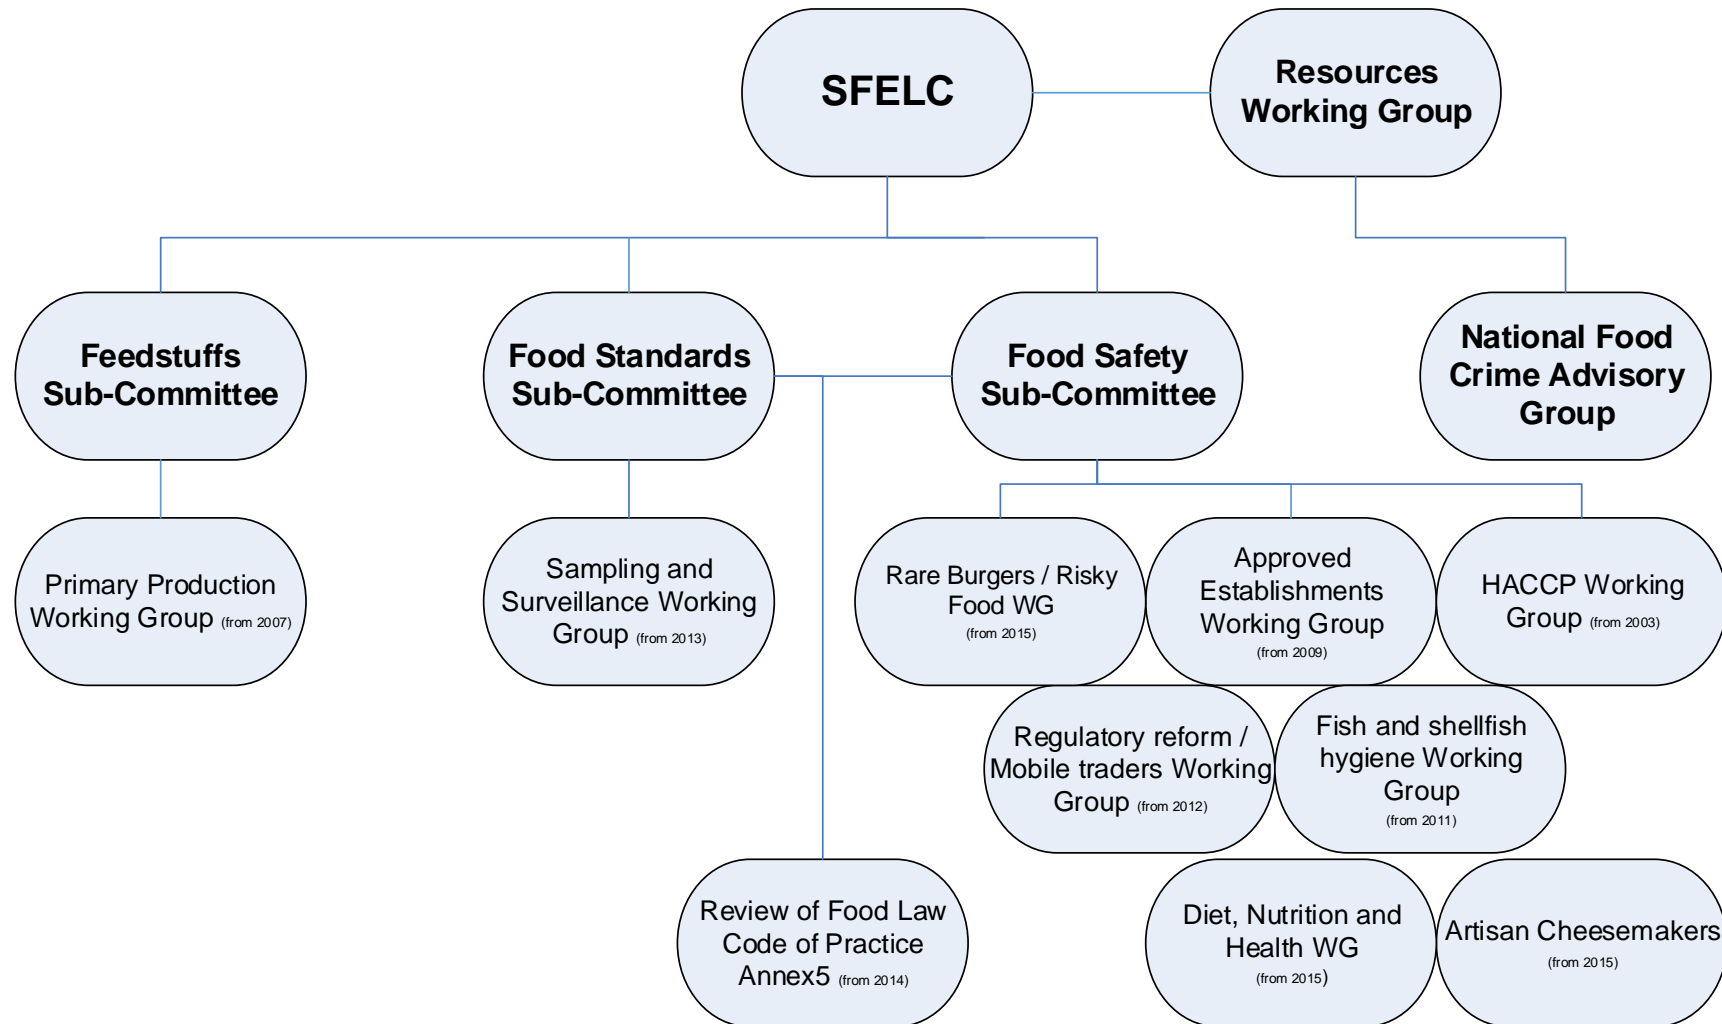 SFELC
Resources
Working Group
Feedstuffs
Sub-Committee
Food Standards
Sub-Committee
Food Safety
Sub-Committee
National Food
Crime Advisory
Group
Primary Production
Working Group (from 2007)
Sampling and
Surveillance Working
Group (from 2013)
Rare Burgers / Risky
Food WG
(from 2015)
Approved
Establishments
Working Group
(from 2009)
HACCP Working
Group (from 2003)
Regulatory reform /
Mobile traders Working
Group (from 2012)
Fish and shellfish
hygiene Working
Group
(from 2011)
Review of Food Law
Code of Practice
Annex5 (from 2014)
Diet, Nutrition and
Health WG
(from 2015)
Artisan Cheesemakers
(from 2015)